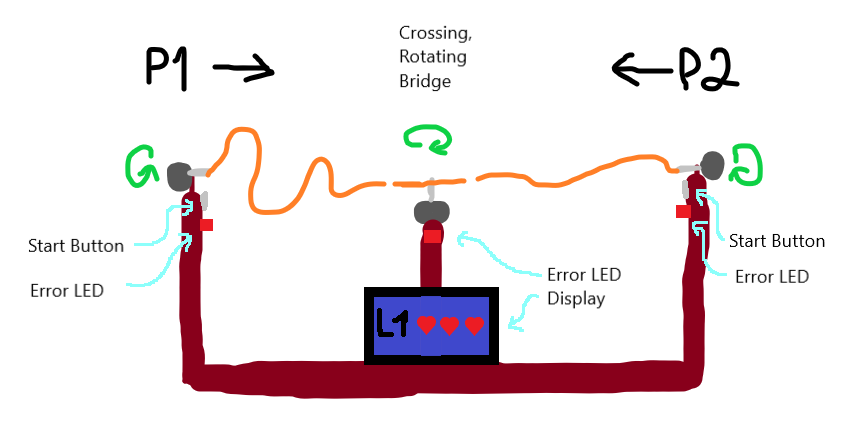 Crossing,
Rotating
Bridge
P1
P2
Start Button
Error LED
Start Button
Error LED
Error LED
Display
L1